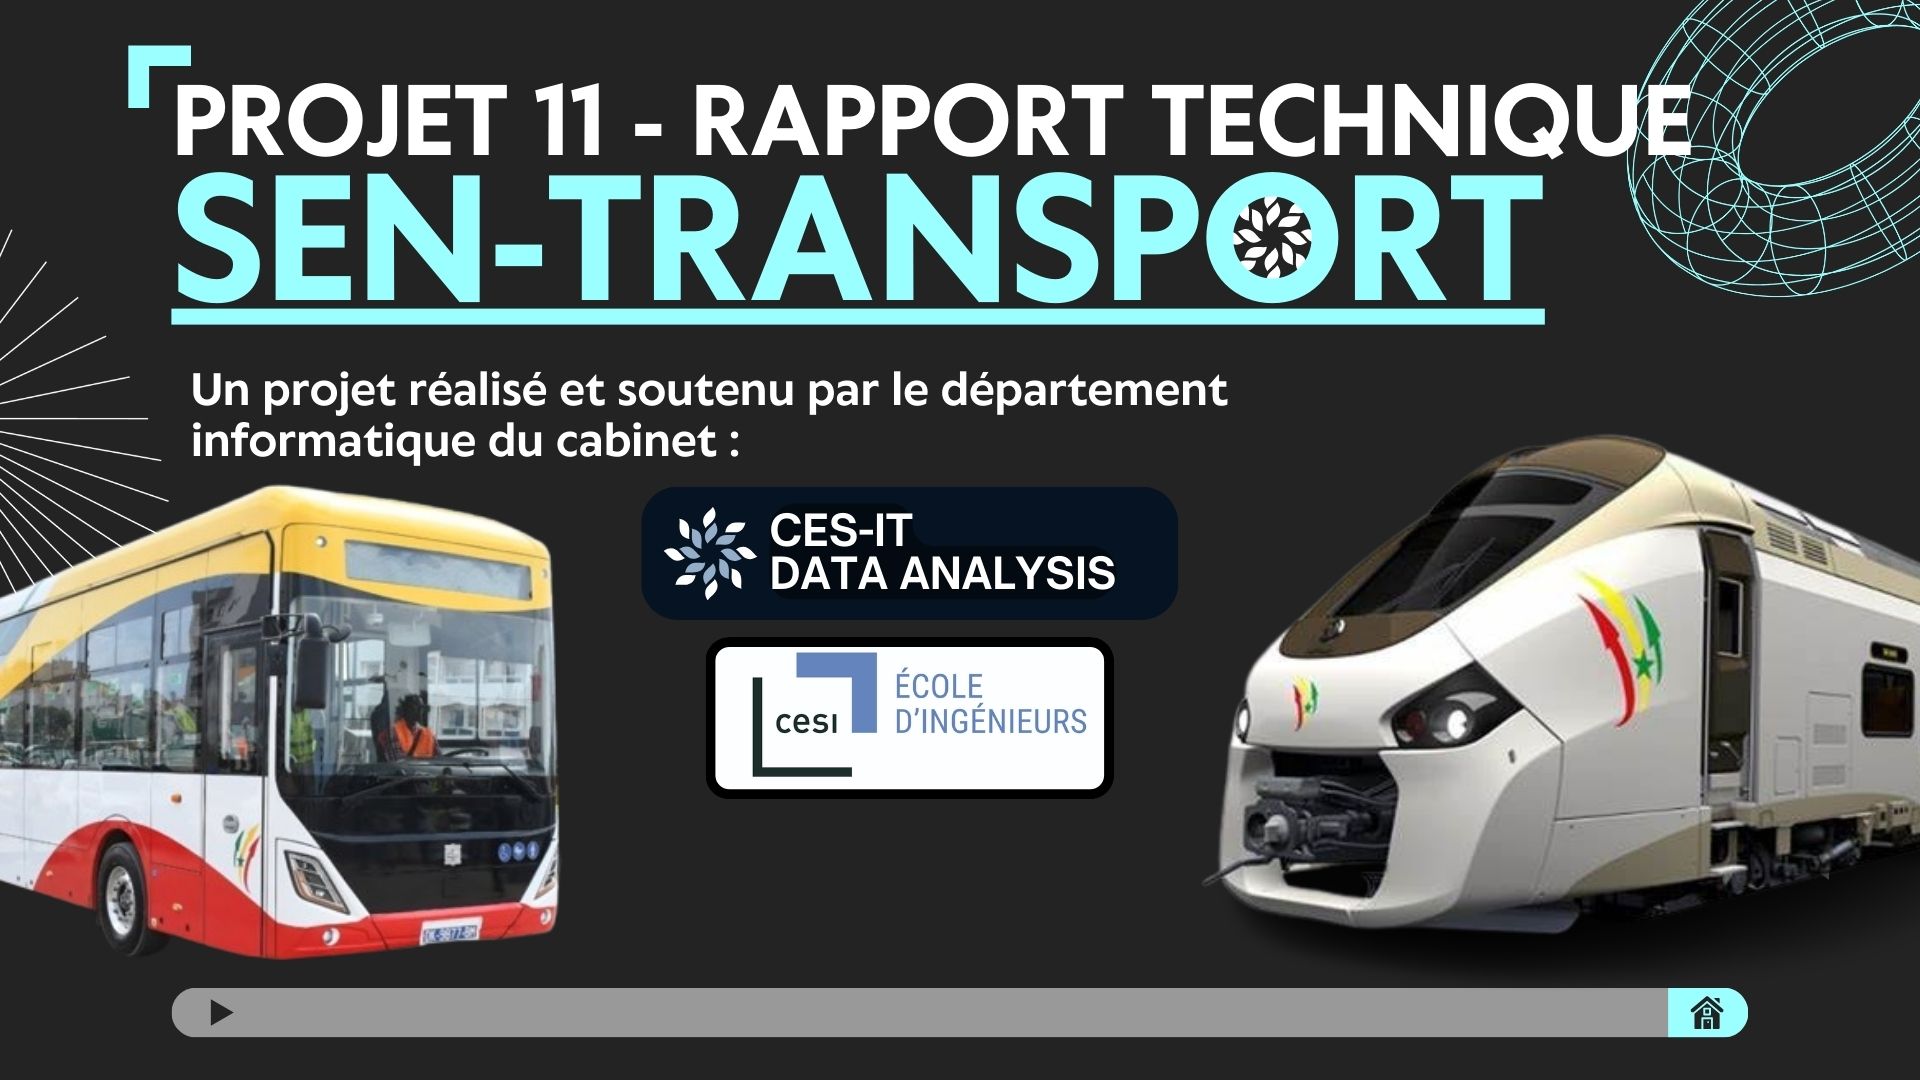 PROJET 11 - RAPPORT TECHNIQUE
SEN-TRANSPORT
Un projet réalisé et soutenu par le département
informatique du cabinet :
CES-IT
DATA ANALYSIS
cesi
ÉCOLE
D'INGÉNIEURS